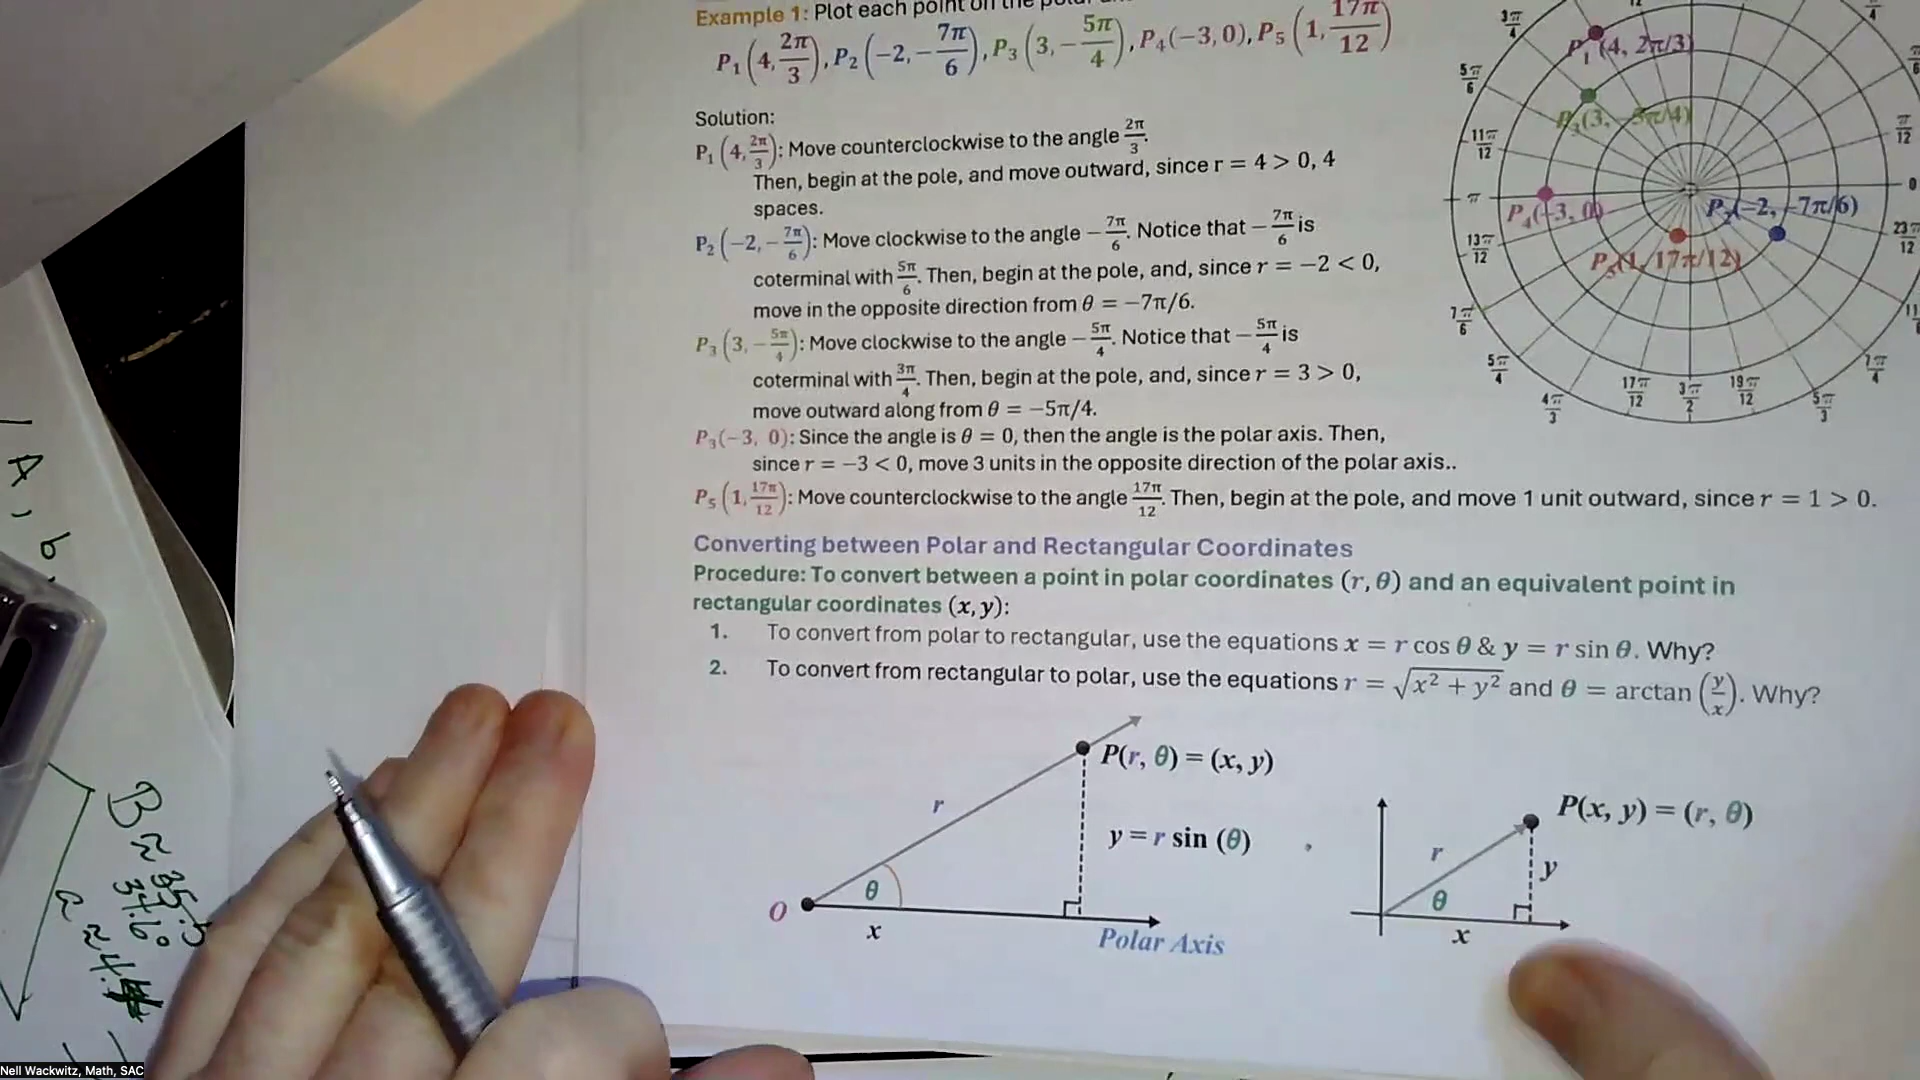 Example 1: Plot each point on the
P₁(4, 2π/3), P₂(−2, −7π/6), P₃(3, −5π/4), P₄(−3, 0), P₅(1, 17π/12)
Solution:
P₁(4, 2π/3): Move counterclockwise to the angle 2π/3.
Then, begin at the pole, and move outward, since r = 4 > 0, 4
spaces.
P₂(−2, −7π/6): Move clockwise to the angle −7π/6. Notice that −7π/6 is
coterminal with 5π/6. Then, begin at the pole, and, since r = −2 < 0,
move in the opposite direction from θ = −7π/6.
P₃(3, −5π/4): Move clockwise to the angle −5π/4. Notice that −5π/4 is
coterminal with 3π/4. Then, begin at the pole, and, since r = 3 > 0,
move outward along from θ = −5π/4.
P₃(−3, 0): Since the angle is θ = 0, then the angle is the polar axis. Then,
since r = −3 < 0, move 3 units in the opposite direction of the polar axis..
P₅(1, 17π/12): Move counterclockwise to the angle 17π/12. Then, begin at the pole, and move 1 unit outward, since r = 1 > 0.
3π/4
P₁(4, 2π/3)
5π/6
P₃(3, −5π/4)
11π/12
π/12
π
0
P₄(−3, 0)
P₂(−2, −7π/6)
13π/12
23π/12
P₅(1, 17π/12)
7π/6
5π/4
7π/4
4π/3
17π/12
3π/2
19π/12
5π/3
Converting between Polar and Rectangular Coordinates
Procedure: To convert between a point in polar coordinates (r, θ) and an equivalent point in
rectangular coordinates (x, y):
1. To convert from polar to rectangular, use the equations x = r cos θ & y = r sin θ. Why?
2. To convert from rectangular to polar, use the equations r = √(x² + y²) and θ = arctan (y/x). Why?
P(r, θ) = (x, y)
r
y = r sin (θ)
θ
O
x
Polar Axis
P(x, y) = (r, θ)
r
y
θ
x
A, b,
B ≈ 35.5
34.6°
a ≈ 4.
Nell Wackwitz, Math, SAC